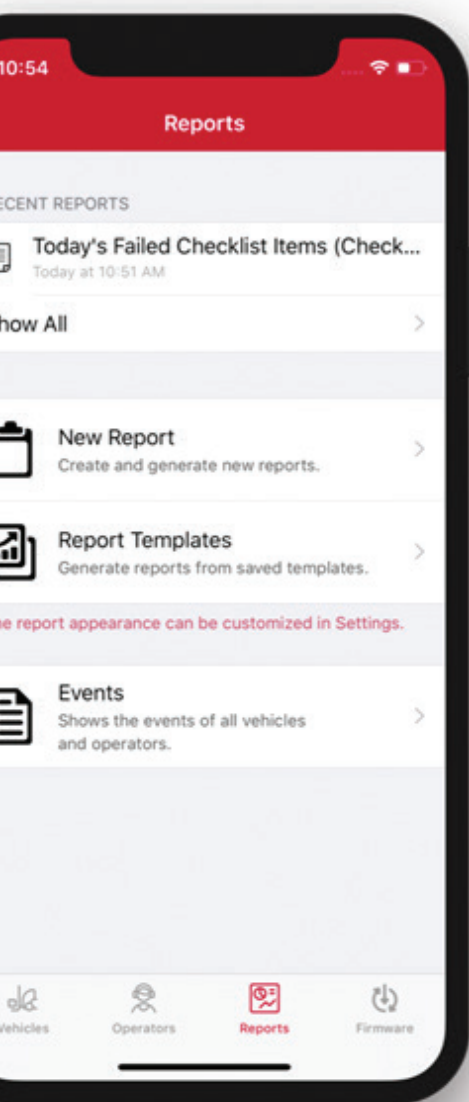 10:54
Reports
ECENT REPORTS
Today's Failed Checklist Items (Check...
Today at 10:51 AM
how All
New Report
Create and generate new reports.
Report Templates
Generate reports from saved templates.
he report appearance can be customized in Settings.
Events
Shows the events of all vehicles
and operators.
Vehicles
Operators
Reports
Firmware